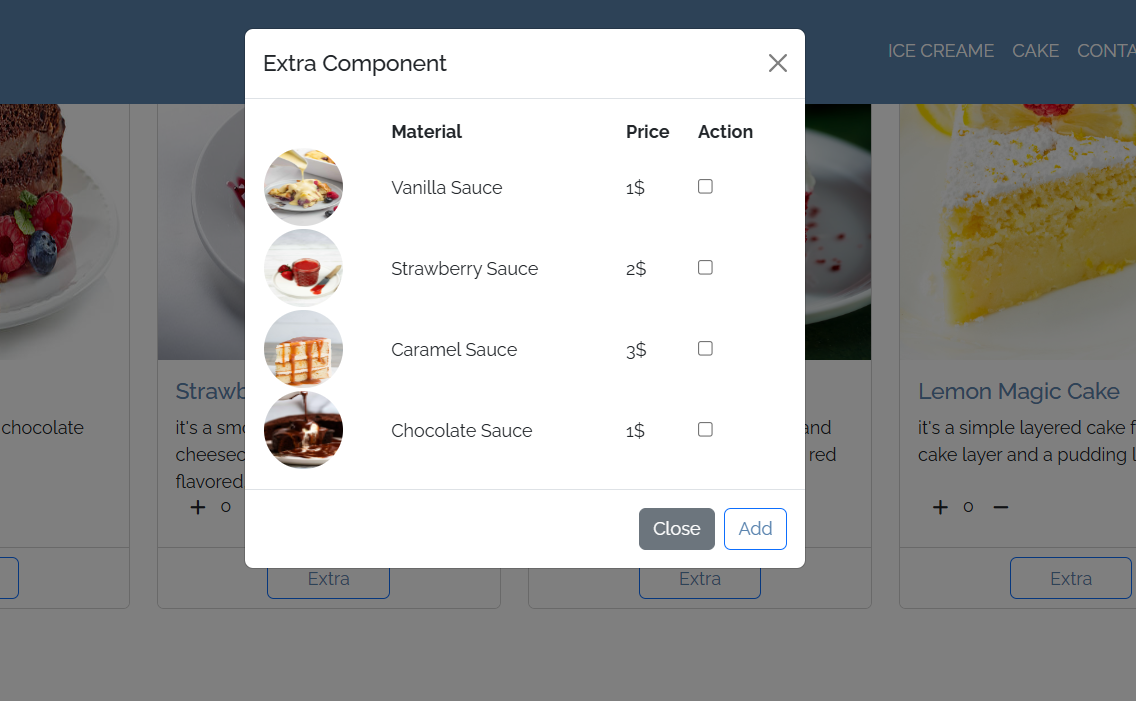 Extra Component
ICE CREAME CAKE CONTA
Material Price Action
Vanilla Sauce 1$
Strawberry Sauce 2$
Caramel Sauce 3$
Chocolate Sauce 1$
Close Add
chocolate
Strawb
it's a smo
cheesec
flavored
+ 0
Extra
and
red
Extra
Lemon Magic Cake
it's a simple layered cake f
cake layer and a pudding l
+ 0 −
Extra